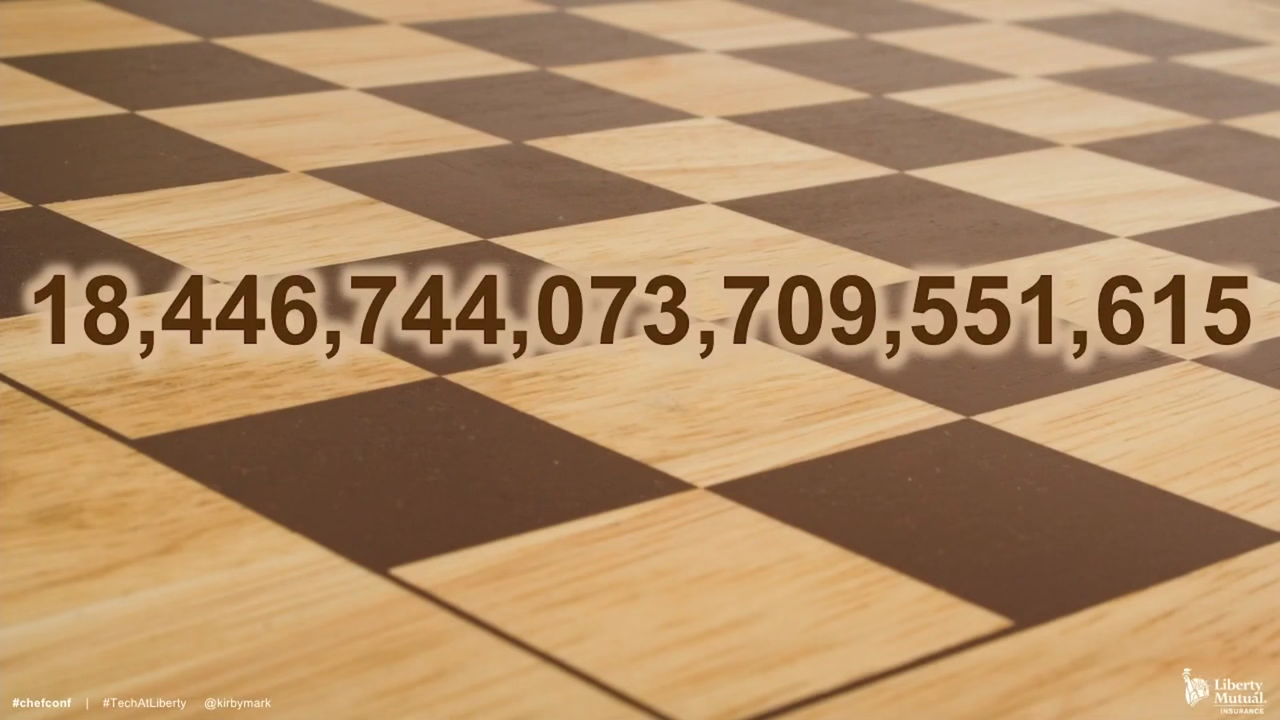 18,446,744,073,709,551,615
#chefconf | #TechAtLiberty @kirbymark
Liberty
Mutual.
INSURANCE